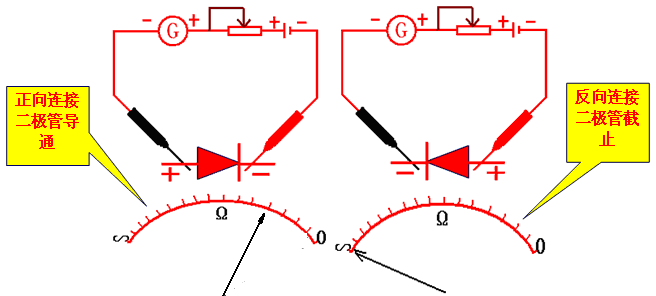 − G + + −
− G + + −
正向连接
二极管导
通
反向连接
二极管截
止
+ −
− +
∽ Ω 0
∽ Ω 0